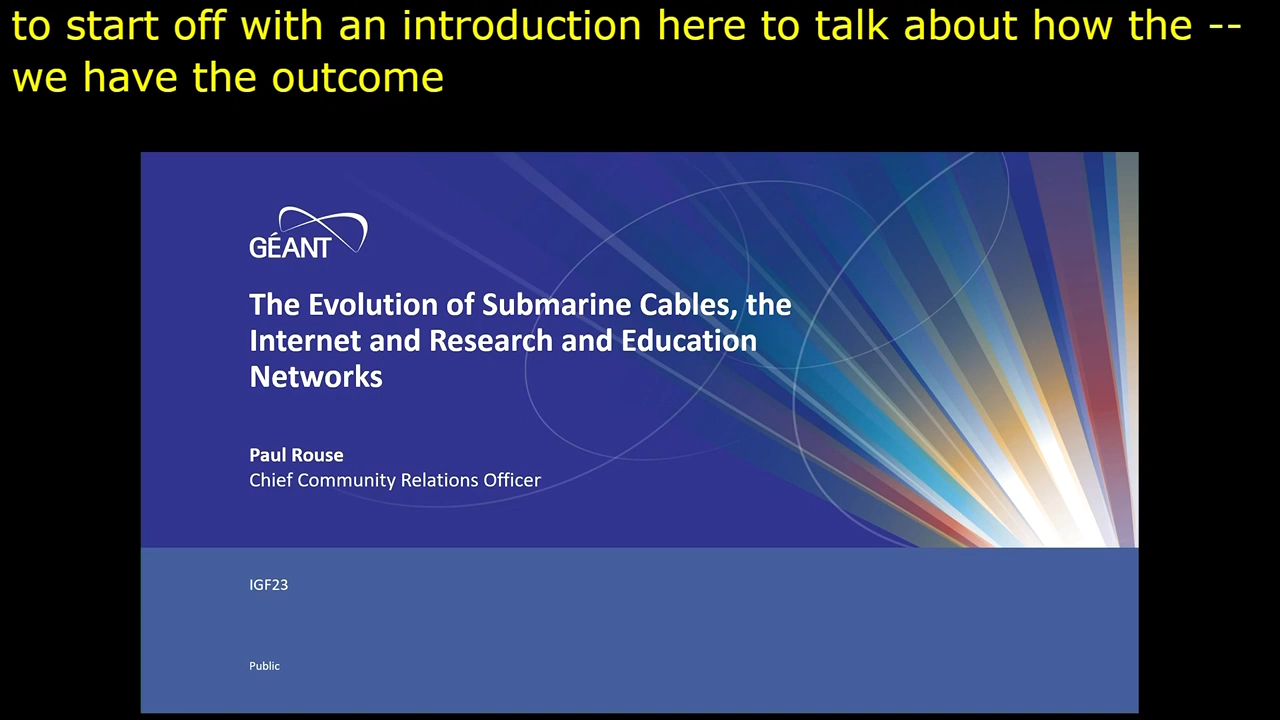 to start off with an introduction here to talk about how the --
we have the outcome
GÉANT
The Evolution of Submarine Cables, the
Internet and Research and Education
Networks
Paul Rouse
Chief Community Relations Officer
IGF23
Public